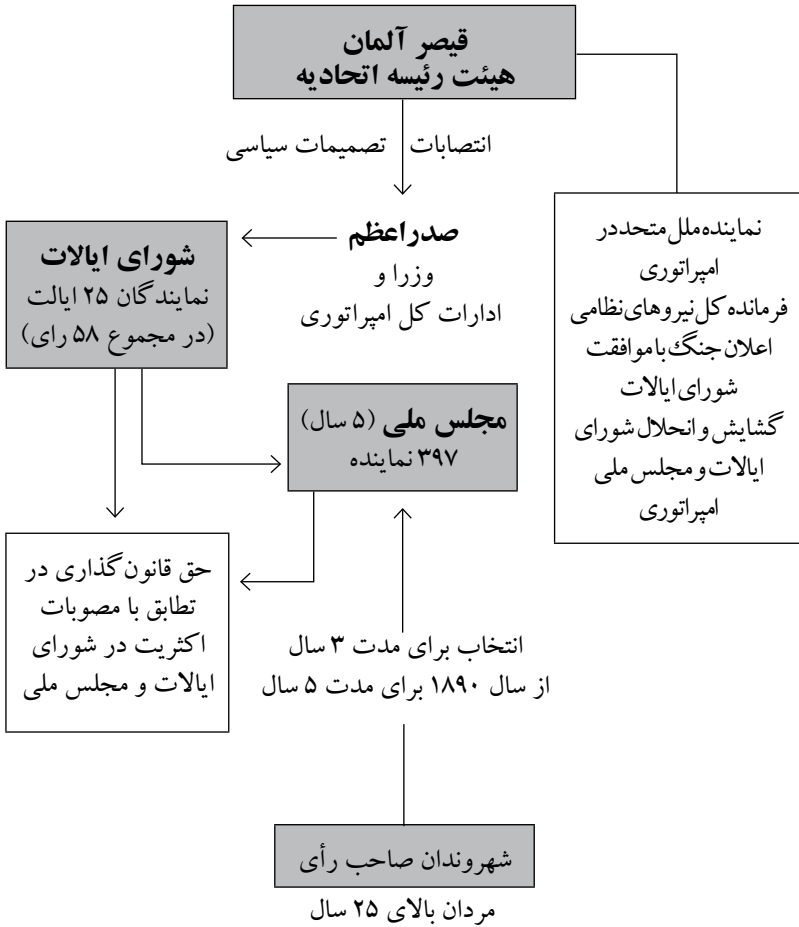 قیصر آلمان
هیئت رئیسه اتحادیه
انتصابات
تصمیمات سیاسی
نماینده ملل متحد در
امپراتوری
فرمانده کل نیروهای نظامی
اعلان جنگ با موافقت
شورای ایالات
گشایش و انحلال شورای
ایالات و مجلس ملی
امپراتوری
صدراعظم
وزرا و
ادارات کل امپراتوری
شورای ایالات
نمایندگان ۲۵ ایالت
(در مجموع ۵۸ رای)
مجلس ملی (۵ سال)
۳۹۷ نماینده
حق قانون‌گذاری در
تطابق با مصوبات
اکثریت در شورای
ایالات و مجلس ملی
انتخاب برای مدت ۳ سال
از سال ۱۸۹۰ برای مدت ۵ سال
شهروندان صاحب رأی
مردان بالای ۲۵ سال